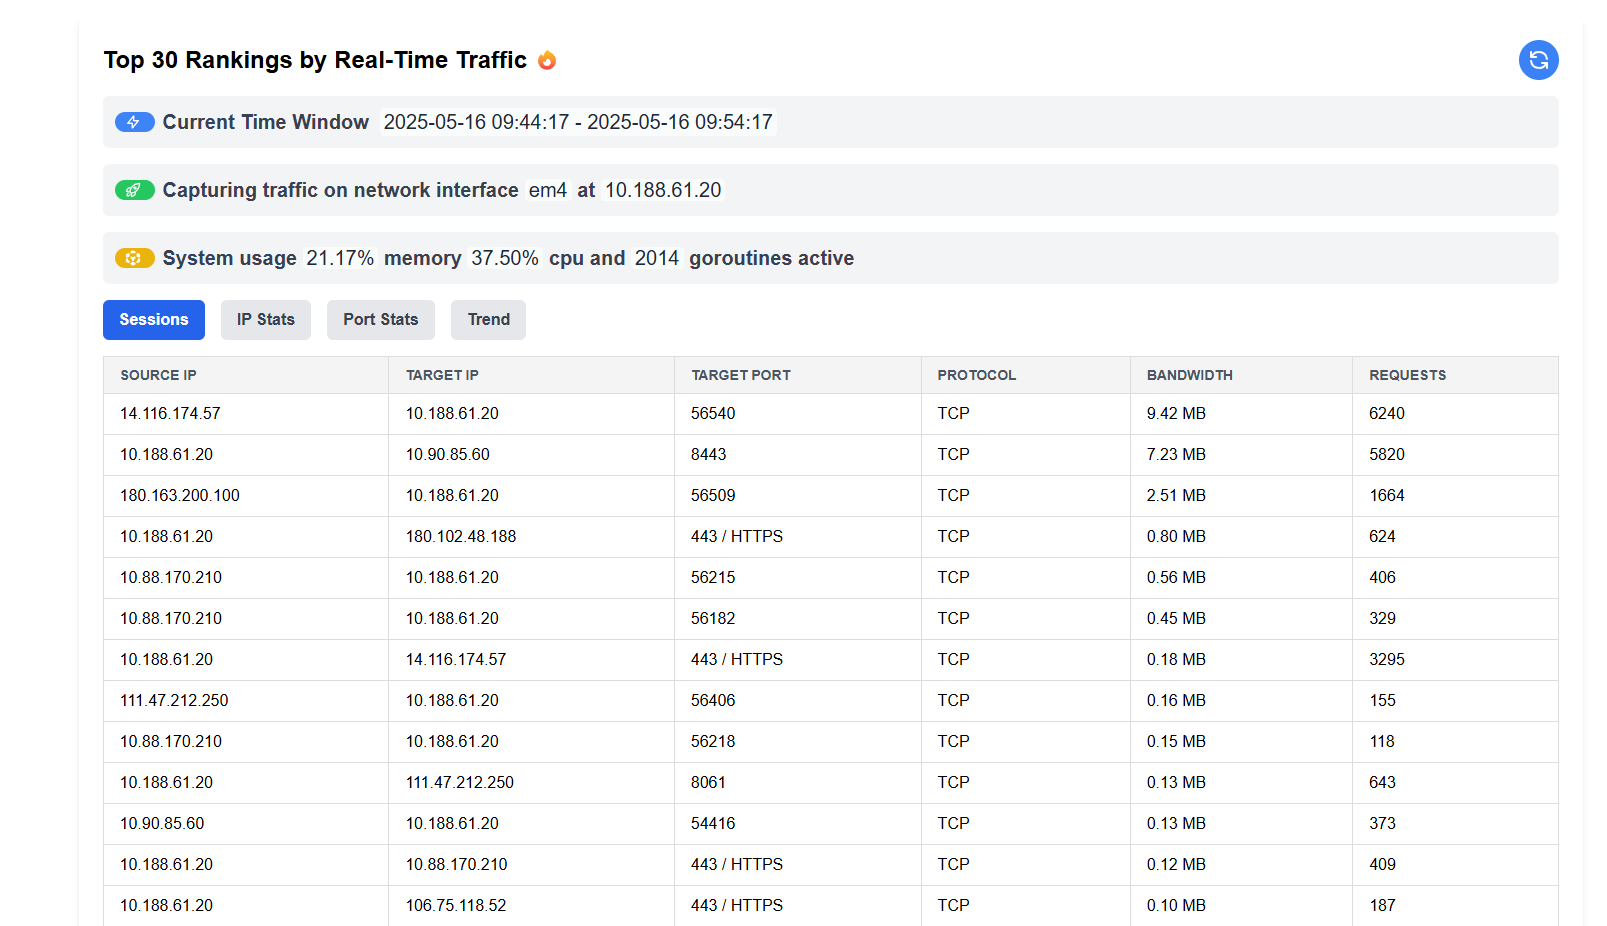 Top 30 Rankings by Real-Time Traffic 🔥
Current Time Window 2025-05-16 09:44:17 - 2025-05-16 09:54:17
Capturing traffic on network interface em4 at 10.188.61.20
System usage 21.17% memory 37.50% cpu and 2014 goroutines active
Sessions IP Stats Port Stats Trend
SOURCE IP TARGET IP TARGET PORT PROTOCOL BANDWIDTH REQUESTS
14.116.174.57 10.188.61.20 56540 TCP 9.42 MB 6240
10.188.61.20 10.90.85.60 8443 TCP 7.23 MB 5820
180.163.200.100 10.188.61.20 56509 TCP 2.51 MB 1664
10.188.61.20 180.102.48.188 443 / HTTPS TCP 0.80 MB 624
10.88.170.210 10.188.61.20 56215 TCP 0.56 MB 406
10.88.170.210 10.188.61.20 56182 TCP 0.45 MB 329
10.188.61.20 14.116.174.57 443 / HTTPS TCP 0.18 MB 3295
111.47.212.250 10.188.61.20 56406 TCP 0.16 MB 155
10.88.170.210 10.188.61.20 56218 TCP 0.15 MB 118
10.188.61.20 111.47.212.250 8061 TCP 0.13 MB 643
10.90.85.60 10.188.61.20 54416 TCP 0.13 MB 373
10.188.61.20 10.88.170.210 443 / HTTPS TCP 0.12 MB 409
10.188.61.20 106.75.118.52 443 / HTTPS TCP 0.10 MB 187